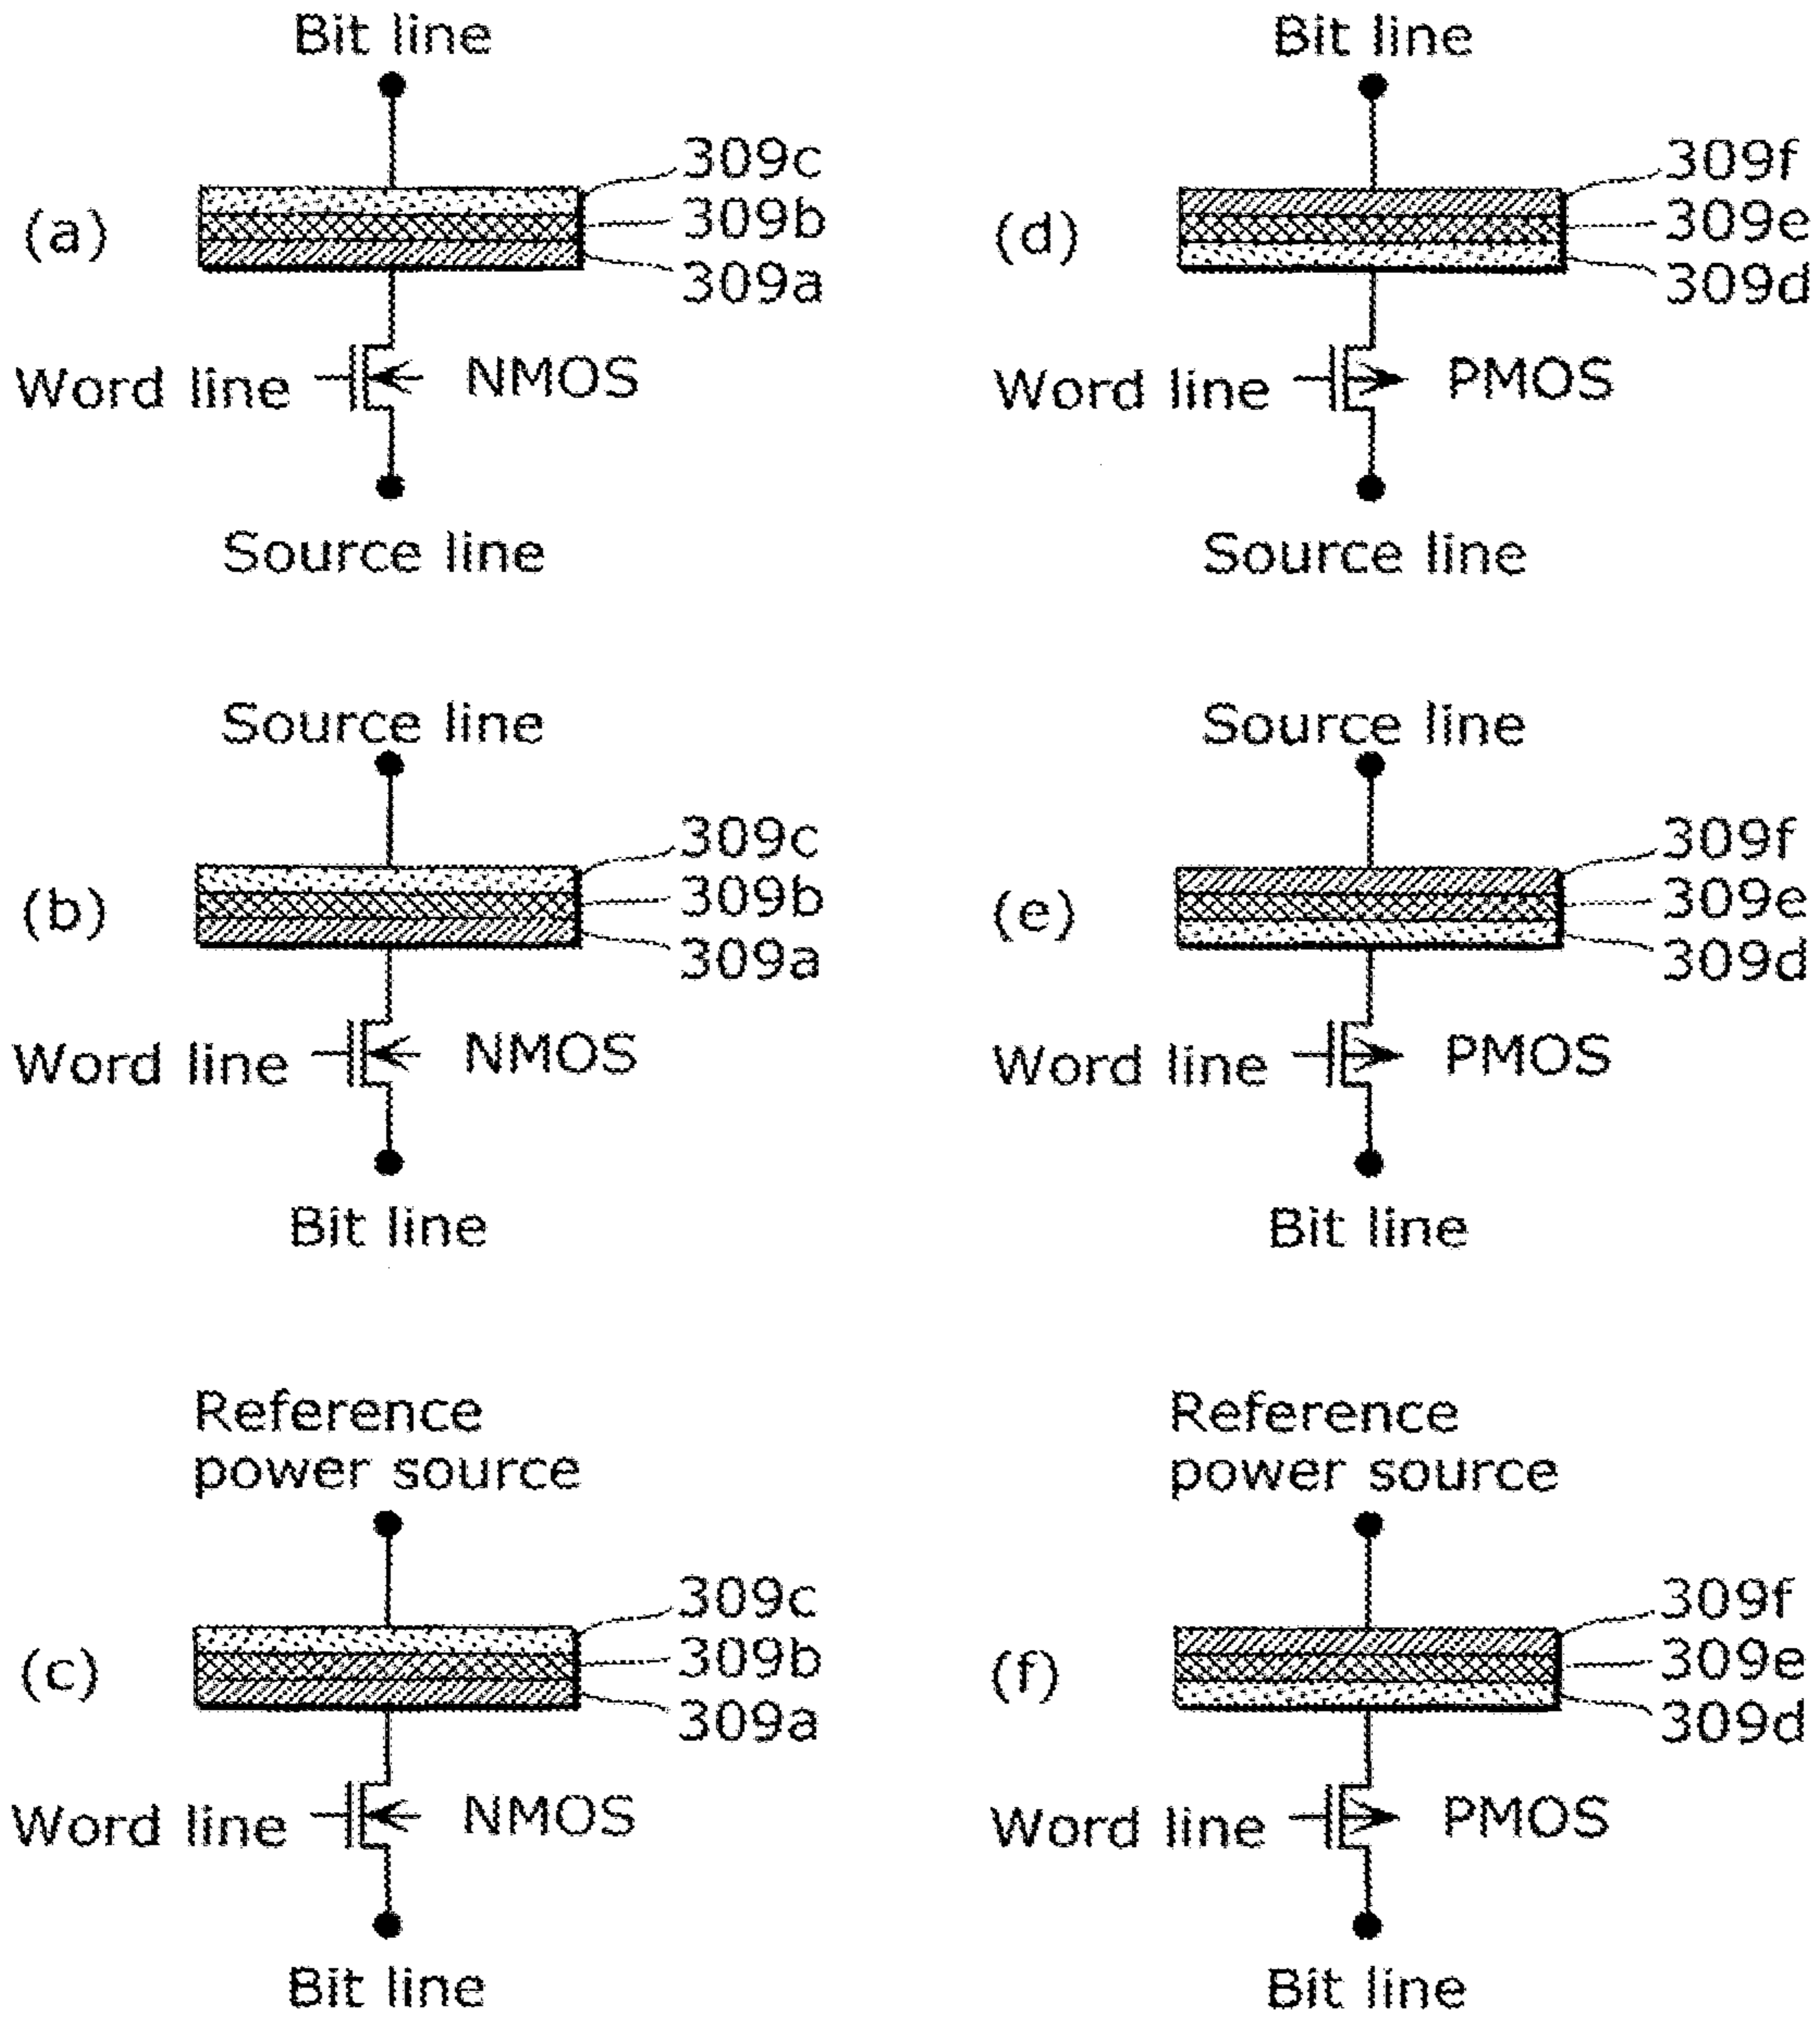 Bit line
309c
(a)
309b
309a
Word line
NMOS
Source line
Bit line
309f
(d)
309e
309d
Word line
PMOS
Source line
Source line
309c
(b)
309b
309a
Word line
NMOS
Bit line
Source line
309f
(e)
309e
309d
Word line
PMOS
Bit line
Reference
power source
309c
(c)
309b
309a
Word line
NMOS
Bit line
Reference
power source
309f
(f)
309e
309d
Word line
PMOS
Bit line